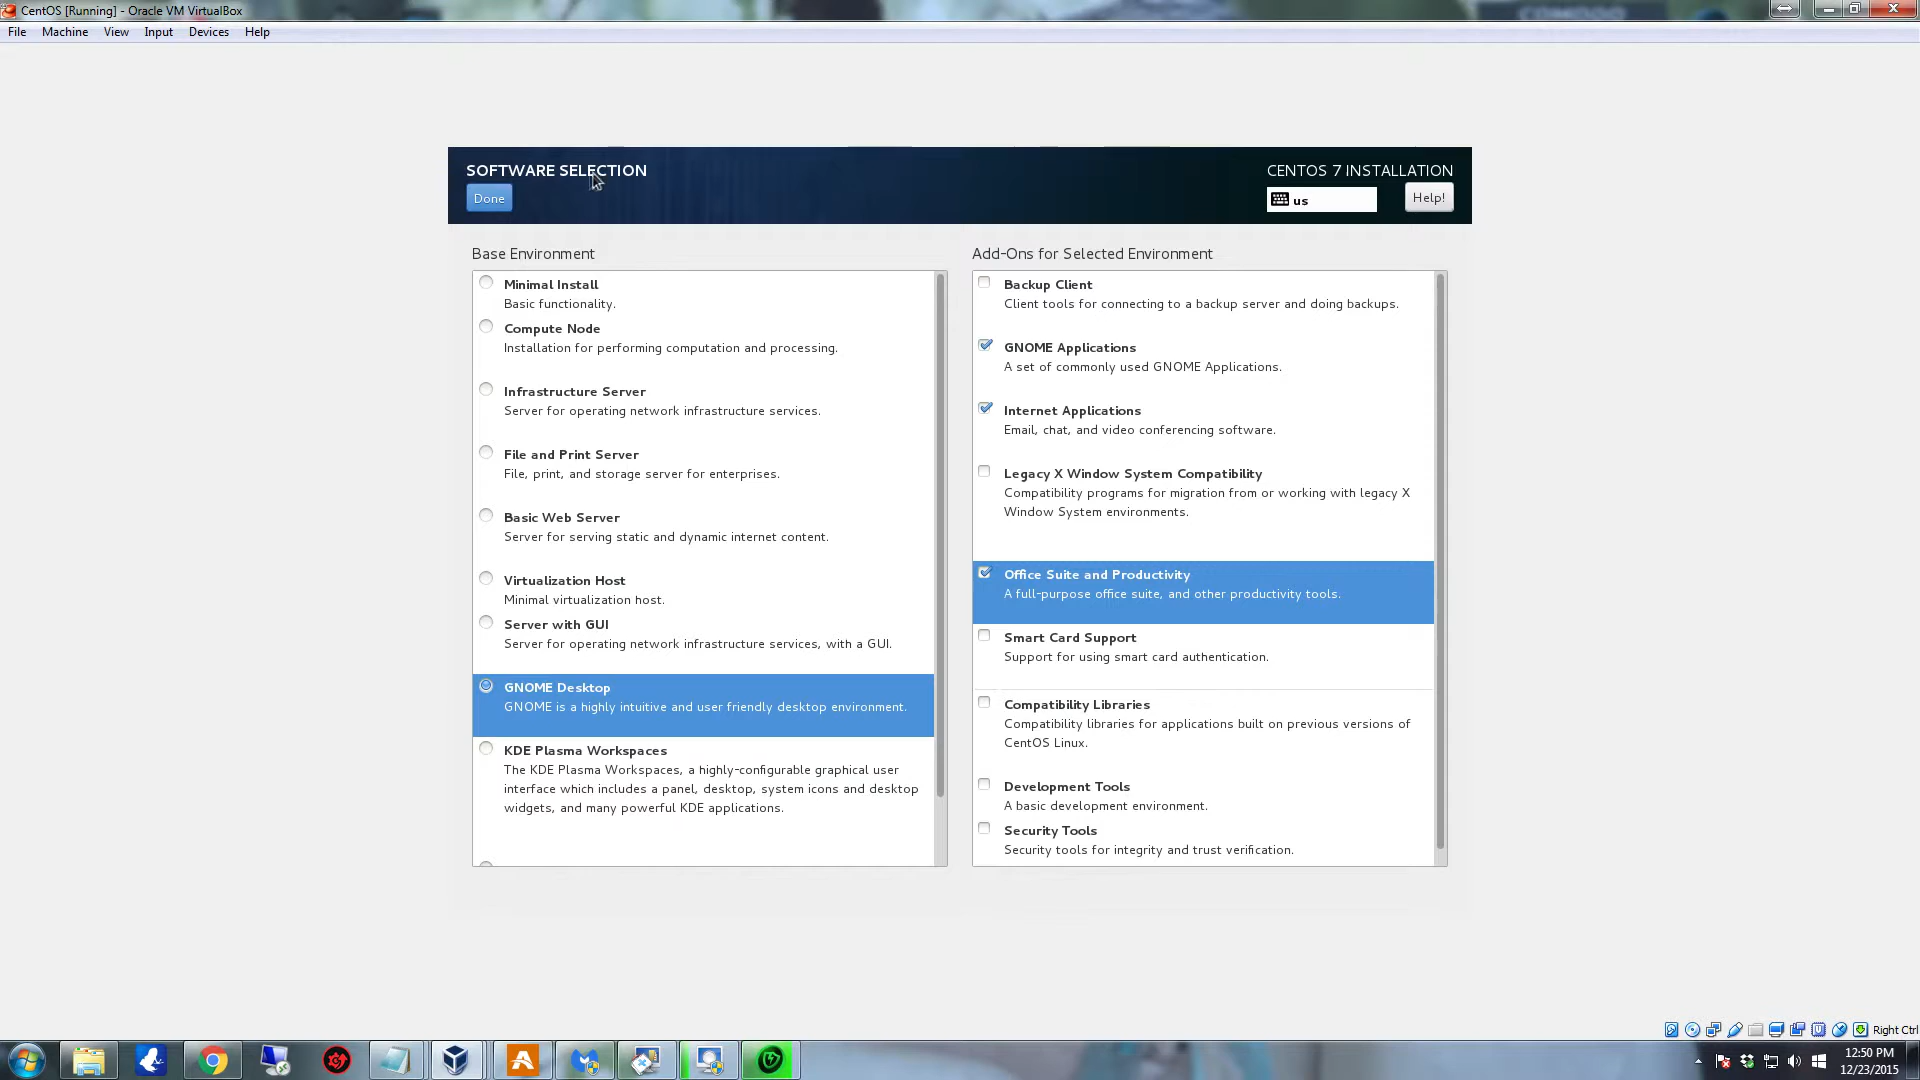 CentOS [Running] - Oracle VM VirtualBox
File Machine View Input Devices Help
SOFTWARE SELECTION
Done
CENTOS 7 INSTALLATION
us
Help!
Base Environment
Minimal Install
Basic functionality.
Compute Node
Installation for performing computation and processing.
Infrastructure Server
Server for operating network infrastructure services.
File and Print Server
File, print, and storage server for enterprises.
Basic Web Server
Server for serving static and dynamic internet content.
Virtualization Host
Minimal virtualization host.
Server with GUI
Server for operating network infrastructure services, with a GUI.
GNOME Desktop
GNOME is a highly intuitive and user friendly desktop environment.
KDE Plasma Workspaces
The KDE Plasma Workspaces, a highly-configurable graphical user
interface which includes a panel, desktop, system icons and desktop
widgets, and many powerful KDE applications.
Add-Ons for Selected Environment
Backup Client
Client tools for connecting to a backup server and doing backups.
GNOME Applications
A set of commonly used GNOME Applications.
Internet Applications
Email, chat, and video conferencing software.
Legacy X Window System Compatibility
Compatibility programs for migration from or working with legacy X
Window System environments.
Office Suite and Productivity
A full-purpose office suite, and other productivity tools.
Smart Card Support
Support for using smart card authentication.
Compatibility Libraries
Compatibility libraries for applications built on previous versions of
CentOS Linux.
Development Tools
A basic development environment.
Security Tools
Security tools for integrity and trust verification.
Right Ctrl
12:50 PM
12/23/2015